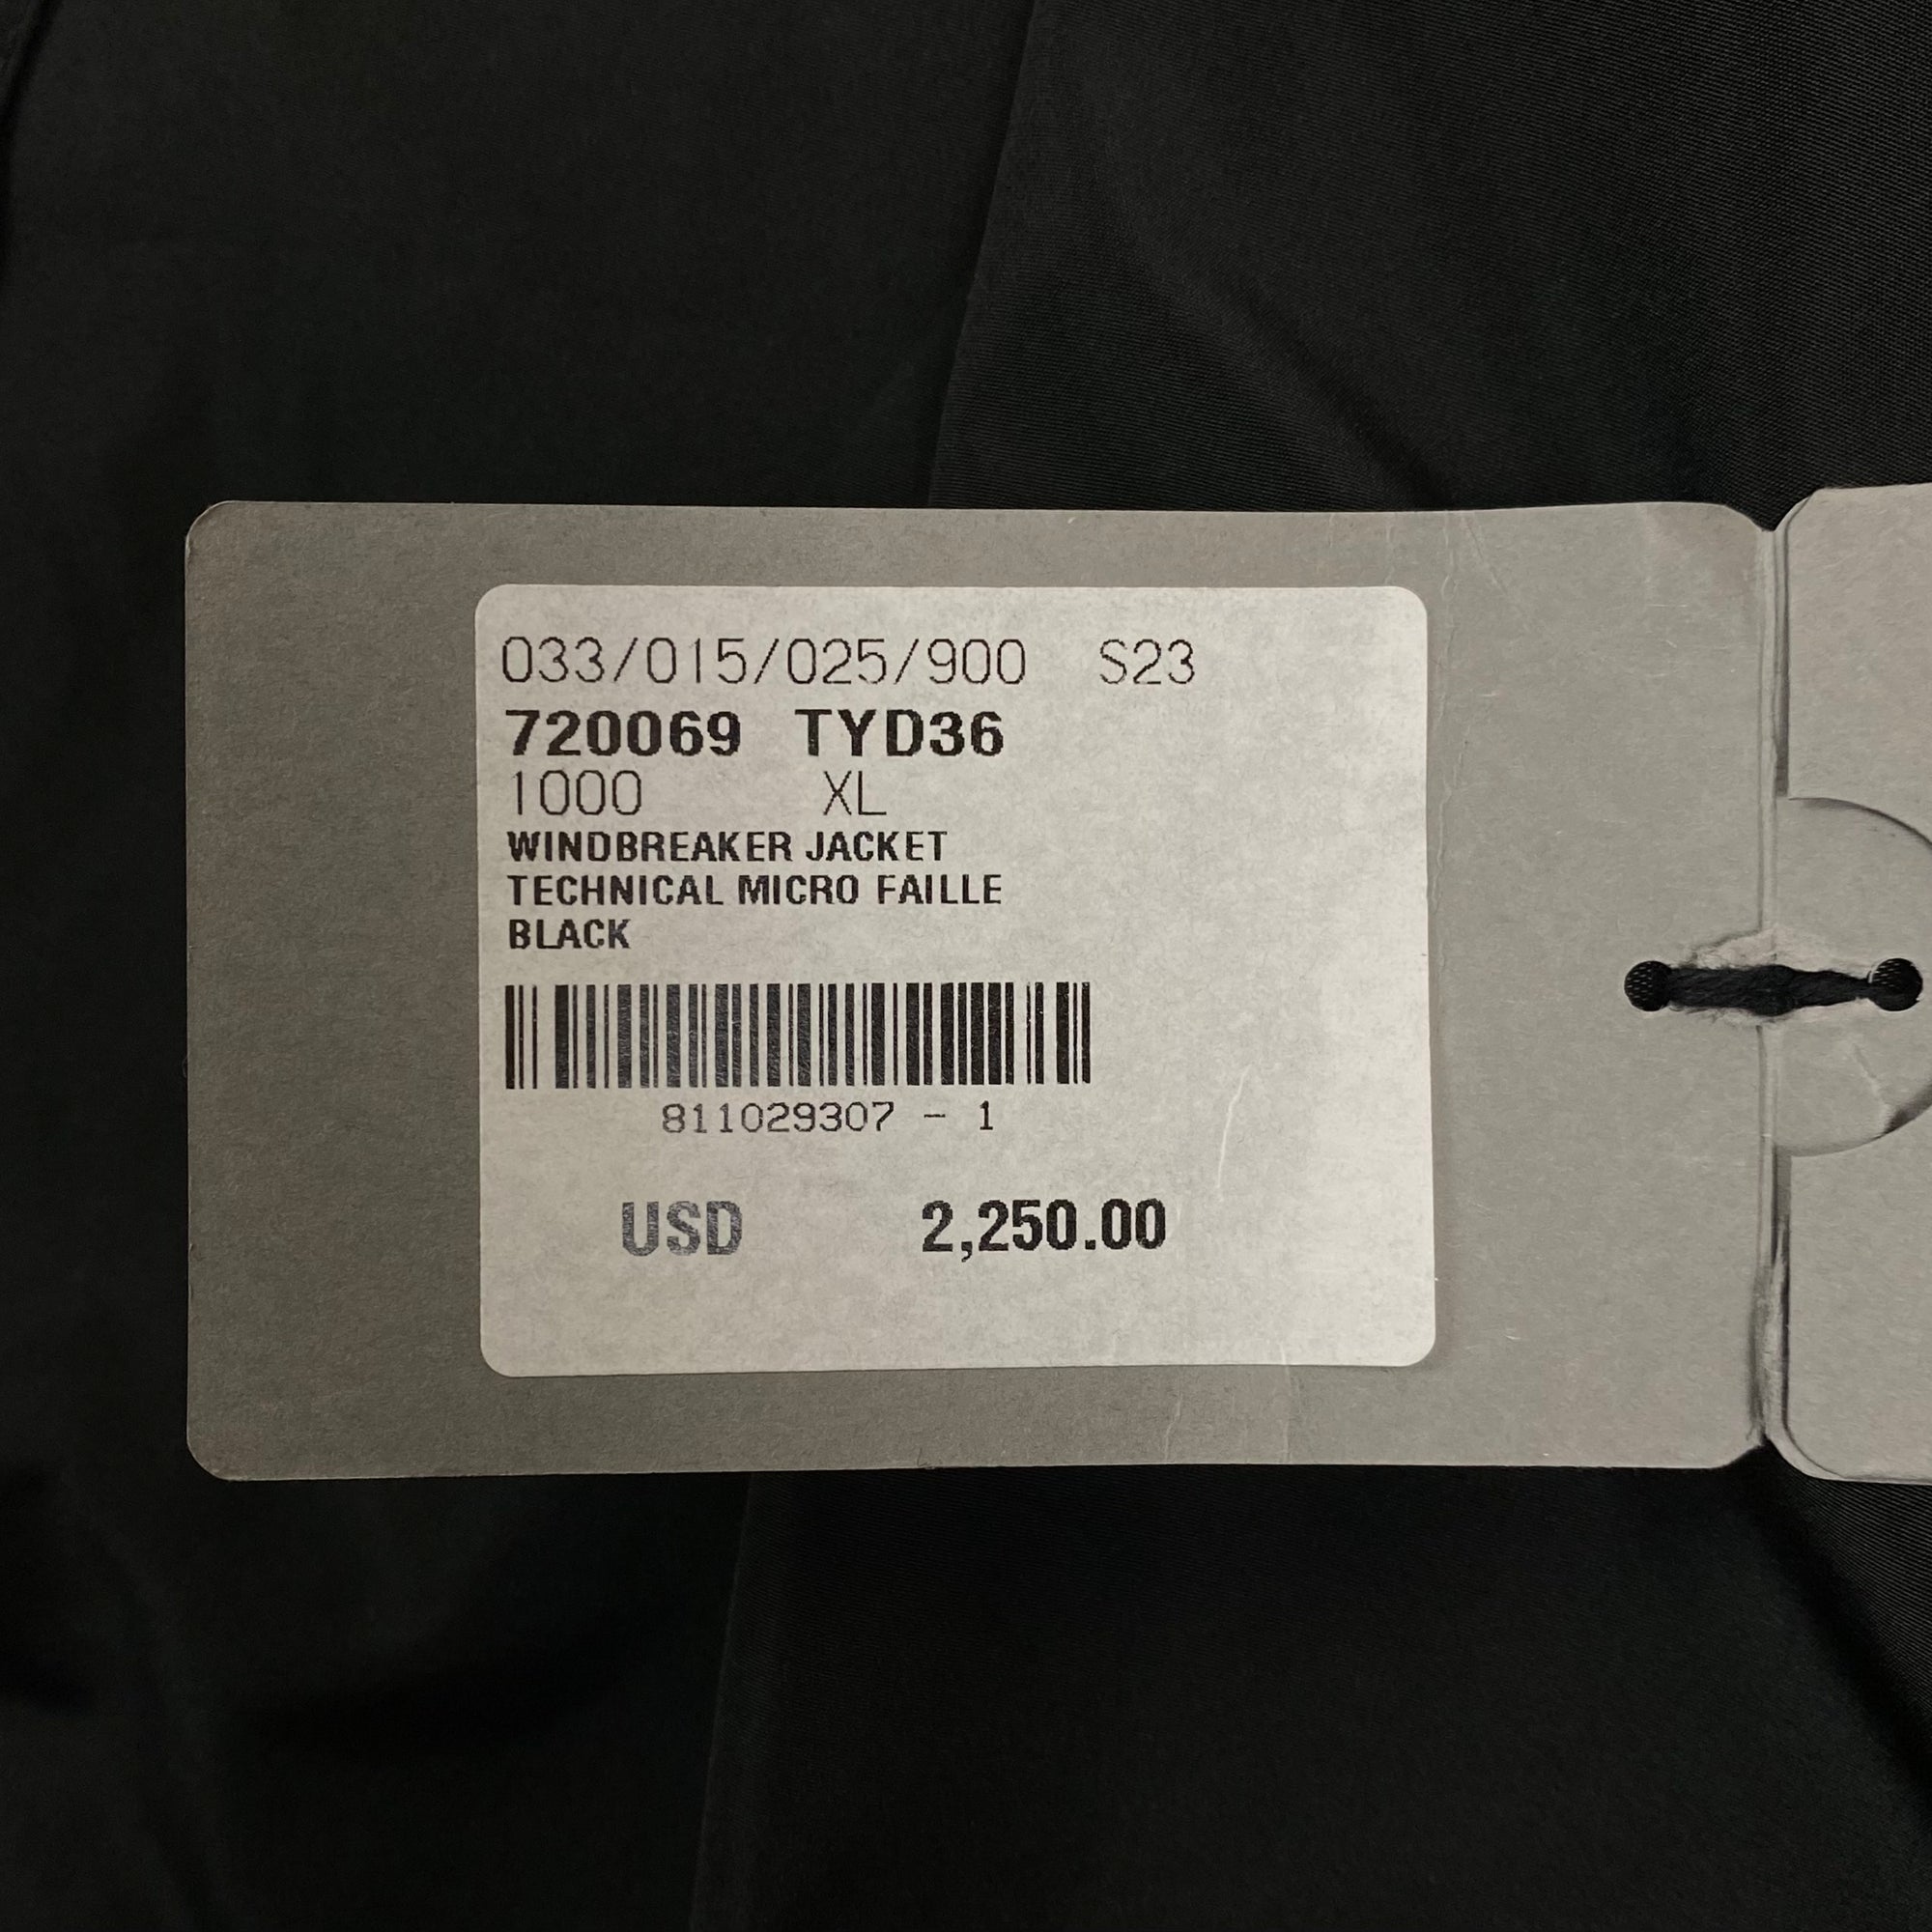 033/015/025/900 S23
720069 TYD36
1000 XL
WINDBREAKER JACKET
TECHNICAL MICRO FAILLE
BLACK
811029307 - 1
USD 2,250.00